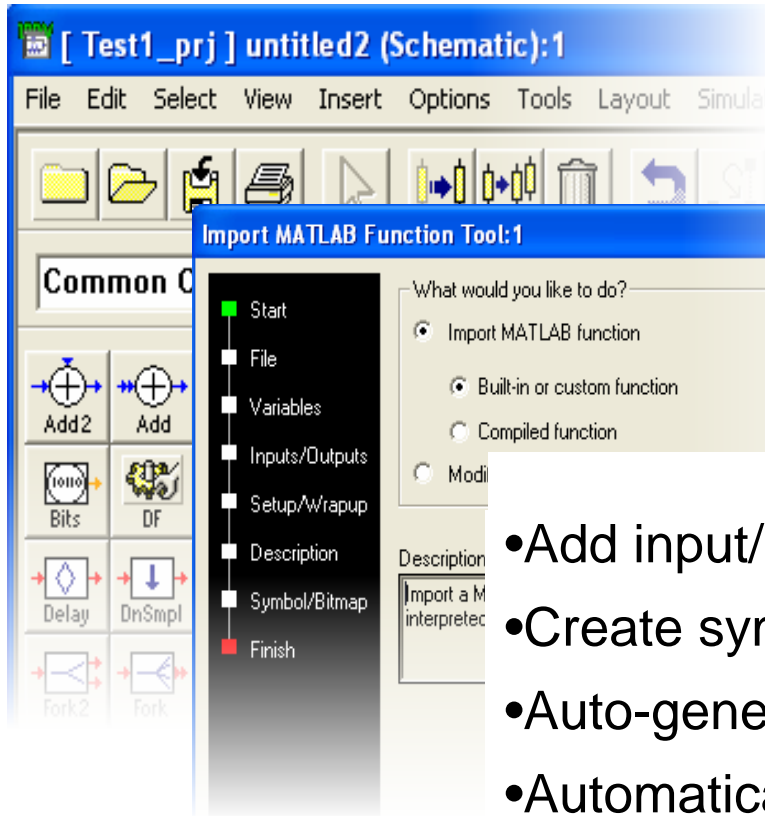 [ Test1_prj ] untitled2 (Schematic):1
File Edit Select View Insert Options Tools Layout Simula
Import MATLAB Function Tool:1
Common C
Add2 Add
Bits DF
Delay DnSmpl
Fork2 Fork
Start
File
Variables
Inputs/Outputs
Setup/Wrapup
Description
Symbol/Bitmap
Finish
What would you like to do?
Import MATLAB function
Built-in or custom function
Compiled function
Modi
Description
Import a M
interpreted
•Add input/
•Create syn
•Auto-gene
•Automatica